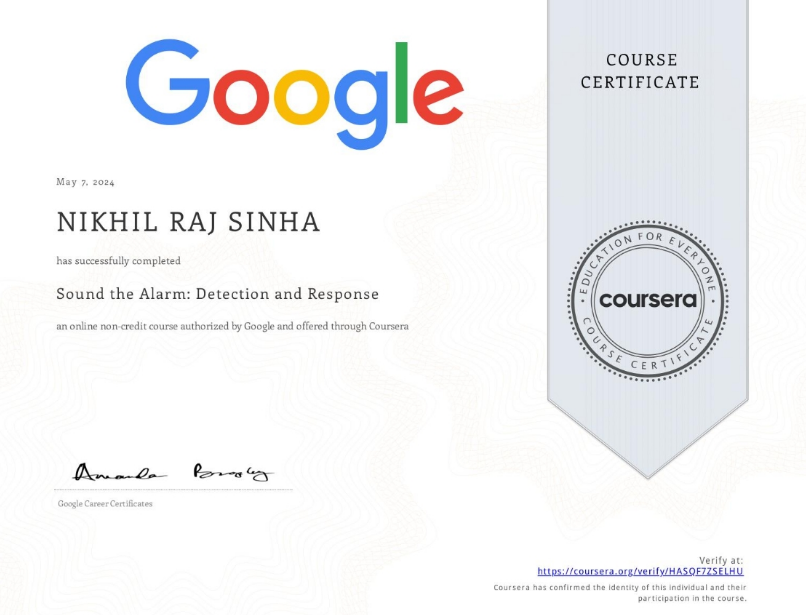 Google
COURSE
CERTIFICATE
May 7, 2024
NIKHIL RAJ SINHA
has successfully completed
Sound the Alarm: Detection and Response
an online non-credit course authorized by Google and offered through Coursera
EDUCATION FOR EVERYONE
coursera
COURSE CERTIFICATE
Amanda Brophy
Google Career Certificates
Verify at:
https://coursera.org/verify/HASQF7ZSELHU
Coursera has confirmed the identity of this individual and their
participation in the course.